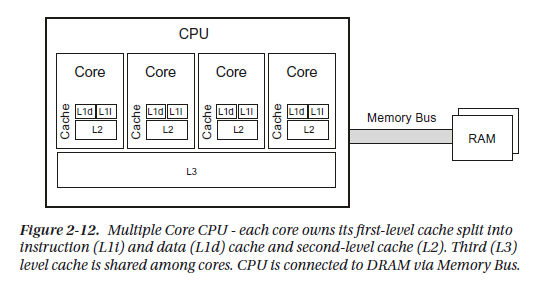 CPU
Core Core Core Core
Cache L1d L1I Cache L1d L1I Cache L1d L1I Cache L1d L1I
L2 L2 L2 L2
L3
Memory Bus
RAM
Figure 2-12. Multiple Core CPU - each core owns its first-level cache split into
instruction (L1i) and data (L1d) cache and second-level cache (L2). Third (L3)
level cache is shared among cores. CPU is connected to DRAM via Memory Bus.